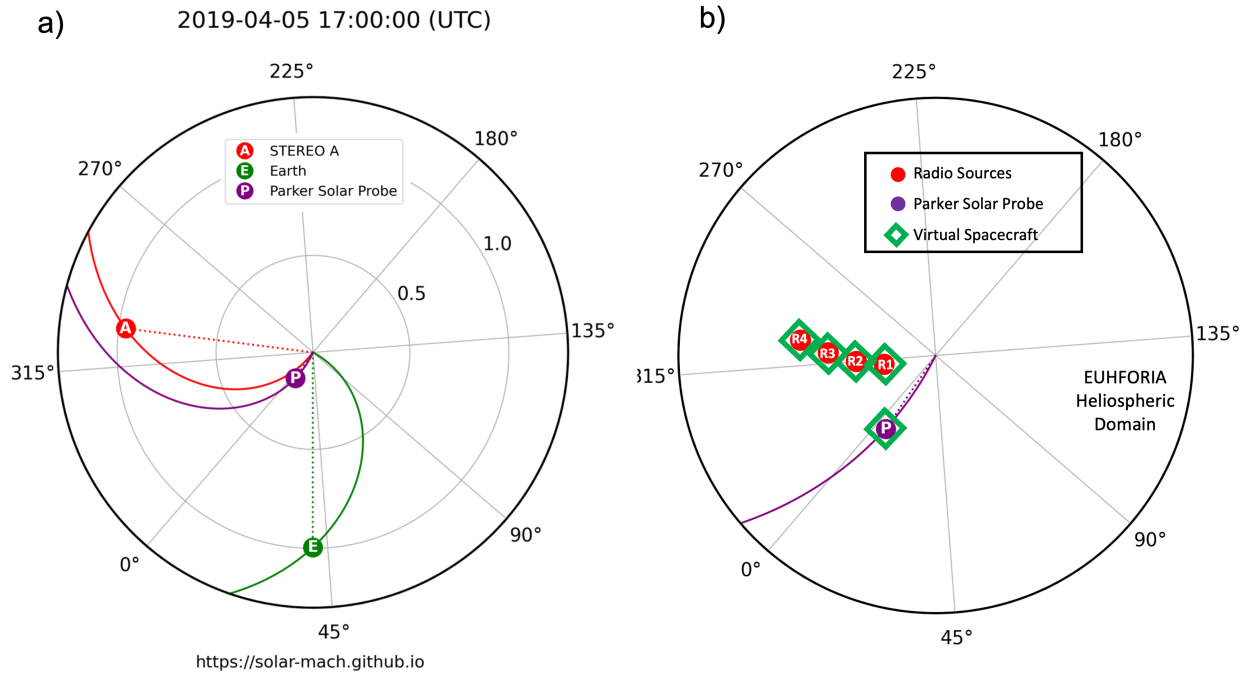 a)
2019-04-05 17:00:00 (UTC)
225°
270°
180°
A STEREO A
E Earth
P Parker Solar Probe
1.0
0.5
A
135°
315°
P
E
0°
90°
45°
https://solar-mach.github.io
b)
225°
270°
180°
Radio Sources
Parker Solar Probe
Virtual Spacecraft
R4
R3
R2
R1
135°
315°
EUHFORIA
Heliospheric
Domain
P
0°
90°
45°